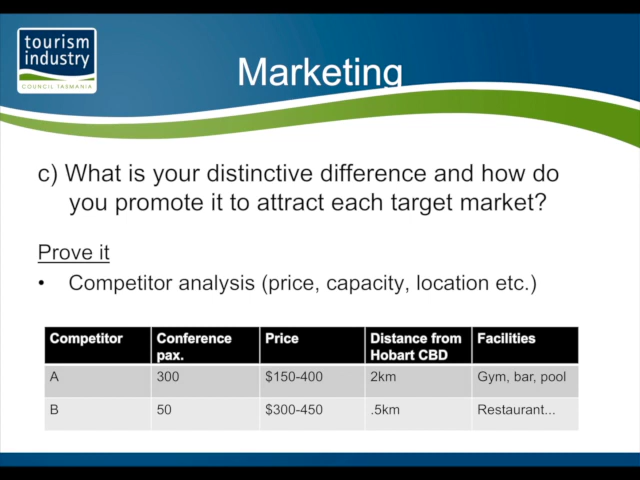 tourism
industry
COUNCIL TASMANIA
Marketing
c) What is your distinctive difference and how do
you promote it to attract each target market?
Prove it
• Competitor analysis (price, capacity, location etc.)
Competitor Conference pax. Price Distance from Hobart CBD Facilities
A 300 $150-400 2km Gym, bar, pool
B 50 $300-450 .5km Restaurant...